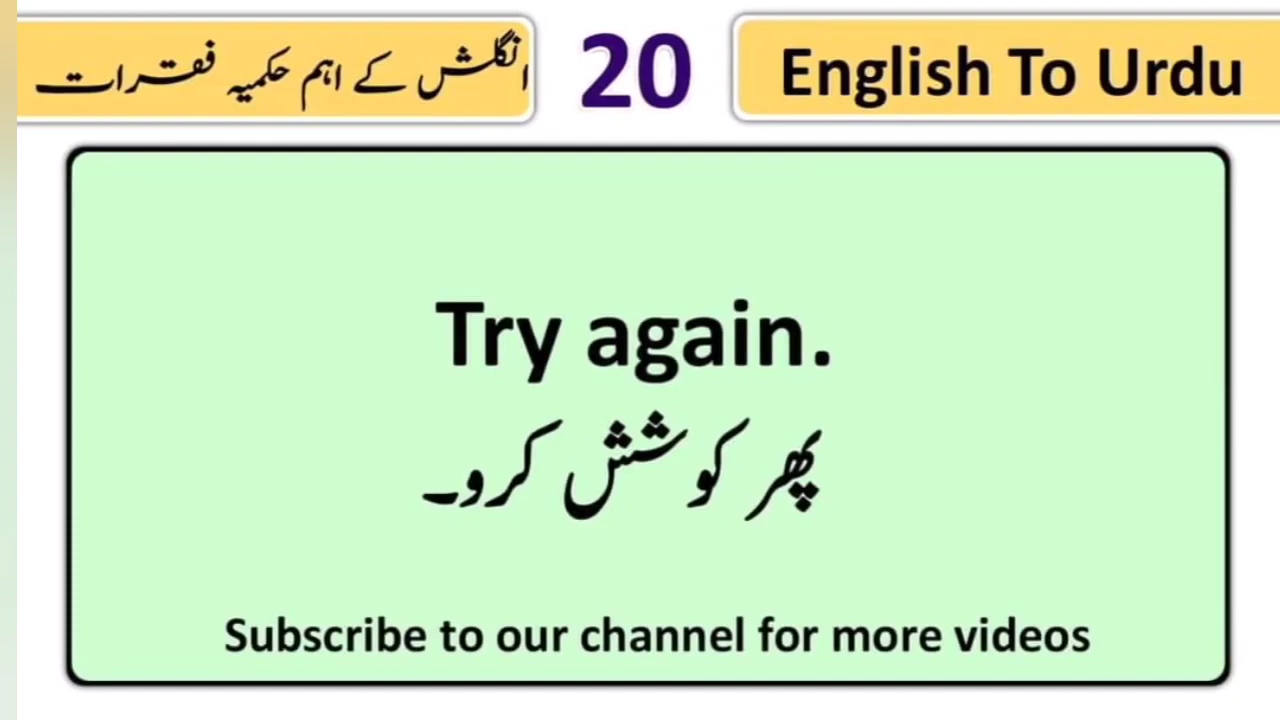 انگلش کے اہم حکمیہ فقرات
20
English To Urdu
Try again.
پھر کوشش کرو۔
Subscribe to our channel for more videos